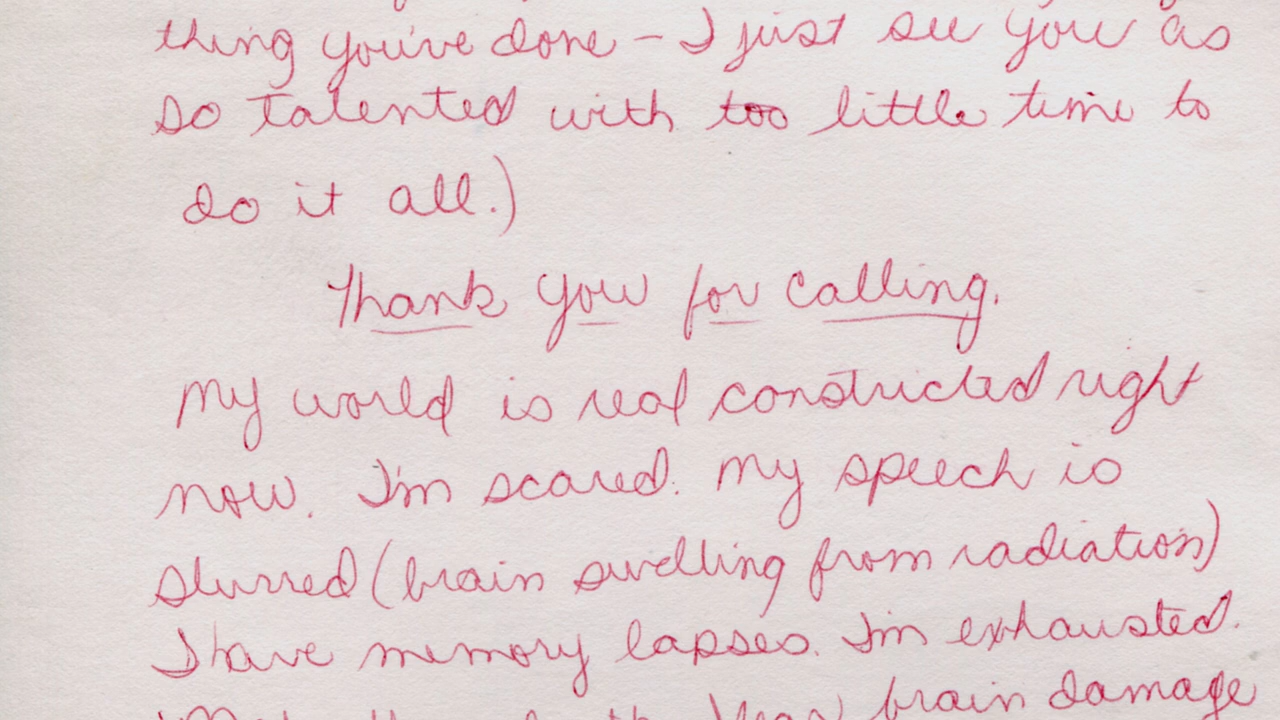 thing you've done – I just see you as
so talented with too little time to
do it all.)
Thank you for calling.
My world is real constricted right
now. I'm scared. My speech is
slurred (brain swelling from radiation)
I have memory lapses. I'm exhausted.
brain damage